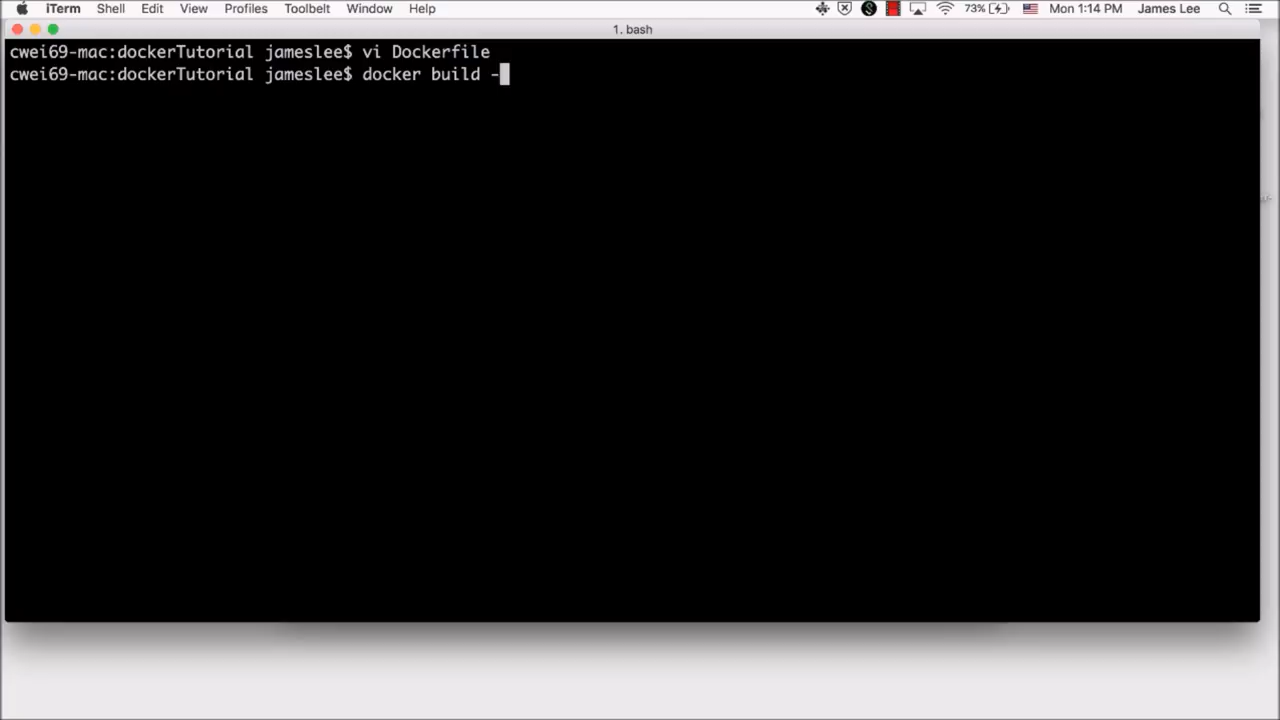 iTerm Shell Edit View Profiles Toolbelt Window Help 73% Mon 1:14 PM James Lee
1. bash
cwei69-mac:dockerTutorial jameslee$ vi Dockerfile
cwei69-mac:dockerTutorial jameslee$ docker build -